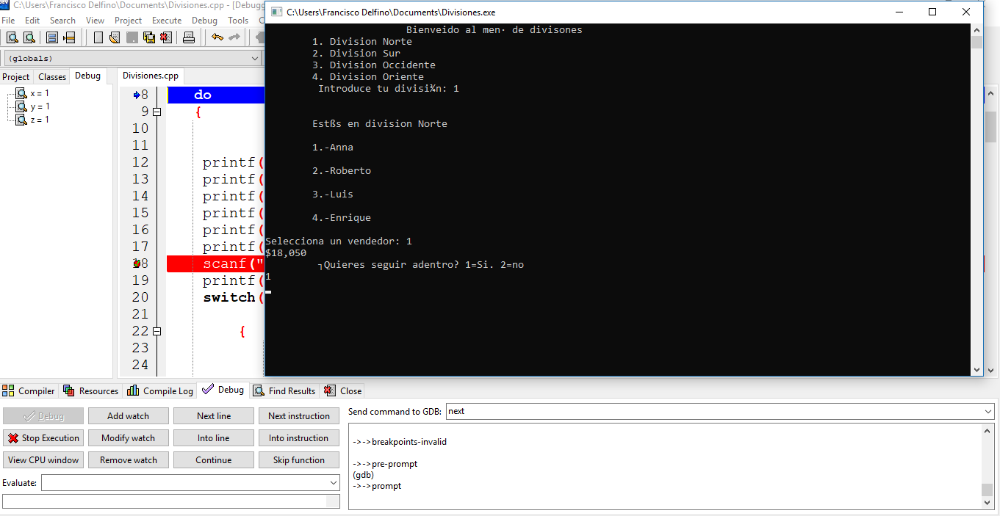 C:\Users\Francisco Delfino\Documents\Divisiones.cpp - [Debugg
File Edit Search View Project Execute Debug Tools C
(globals)
Project Classes Debug
x = 1
y = 1
z = 1
Divisiones.cpp
8 do
9 {
10
11
12 printf(
13 printf(
14 printf(
15 printf(
16 printf(
17 printf(
18 scanf("
19 printf(
20 switch(
21
22 {
23
24
C:\Users\Francisco Delfino\Documents\Divisiones.exe
Bienveido al men· de divisones
1. Division Norte
2. Division Sur
3. Division Occidente
4. Division Oriente
Introduce tu divisi¾n: 1
Estßs en division Norte
1.-Anna
2.-Roberto
3.-Luis
4.-Enrique
Selecciona un vendedor: 1
$18,050
┐Quieres seguir adentro? 1=Si. 2=no
1
Compiler Resources Compile Log Debug Find Results Close
Debug Add watch Next line Next instruction
Stop Execution Modify watch Into line Into instruction
View CPU window Remove watch Continue Skip function
Evaluate:
Send command to GDB: next
->->breakpoints-invalid
->->pre-prompt
(gdb)
->->prompt